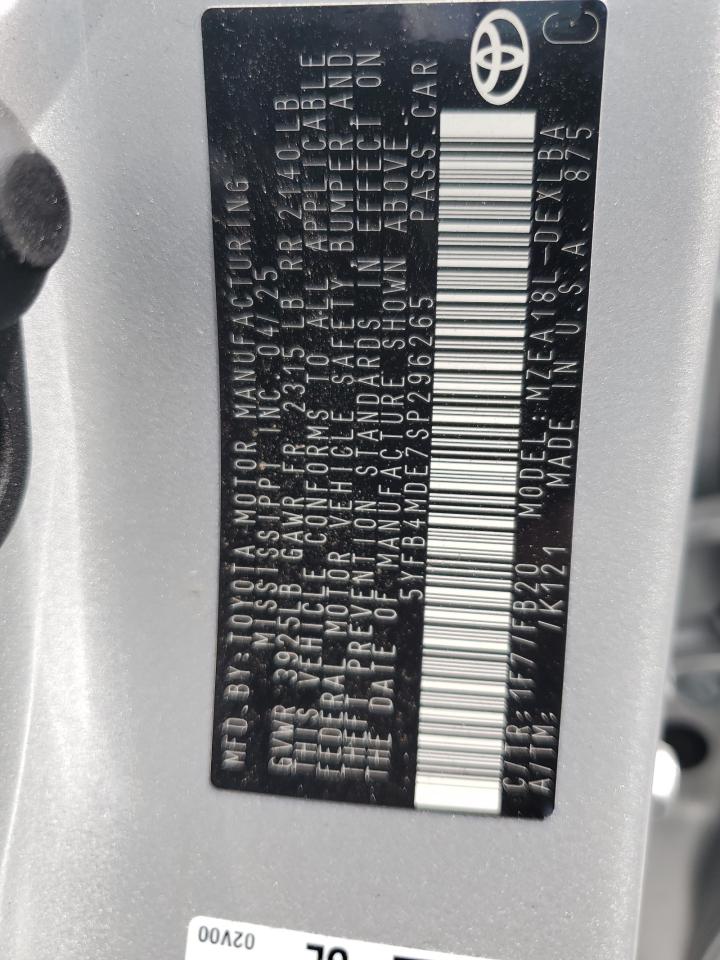 MFD. BY: TOYOTA MOTOR MANUFACTURING
MISSISSIPPI, INC. 04/25
GVWR 3925LB GAWR FR 2315 LB RR 2140 LB
THIS VEHICLE CONFORMS TO ALL APPLICABLE
FEDERAL MOTOR VEHICLE SAFETY BUMPER AND
THEFT PREVENTION STANDARDS IN EFFECT ON
THE DATE OF MANUFACTURE SHOWN ABOVE.
5YFB4MDE7SP296265 PASS. CAR
C/TR: 1F77/FB20 MODEL: MZEA18L-DEXLBA
A/TM: /K121 MADE IN U.S.A. 875
C
02V00